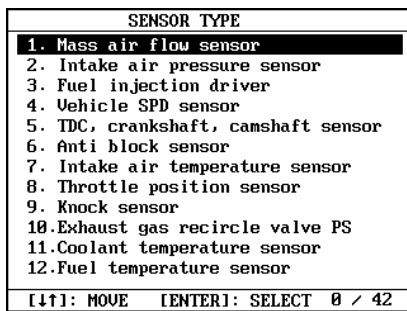 SENSOR TYPE
1. Mass air flow sensor
2. Intake air pressure sensor
3. Fuel injection driver
4. Vehicle SPD sensor
5. TDC, crankshaft, camshaft sensor
6. Anti block sensor
7. Intake air temperature sensor
8. Throttle position sensor
9. Knock sensor
10.Exhaust gas recircle valve PS
11.Coolant temperature sensor
12.Fuel temperature sensor
[↓↑]: MOVE [ENTER]: SELECT 0 / 42